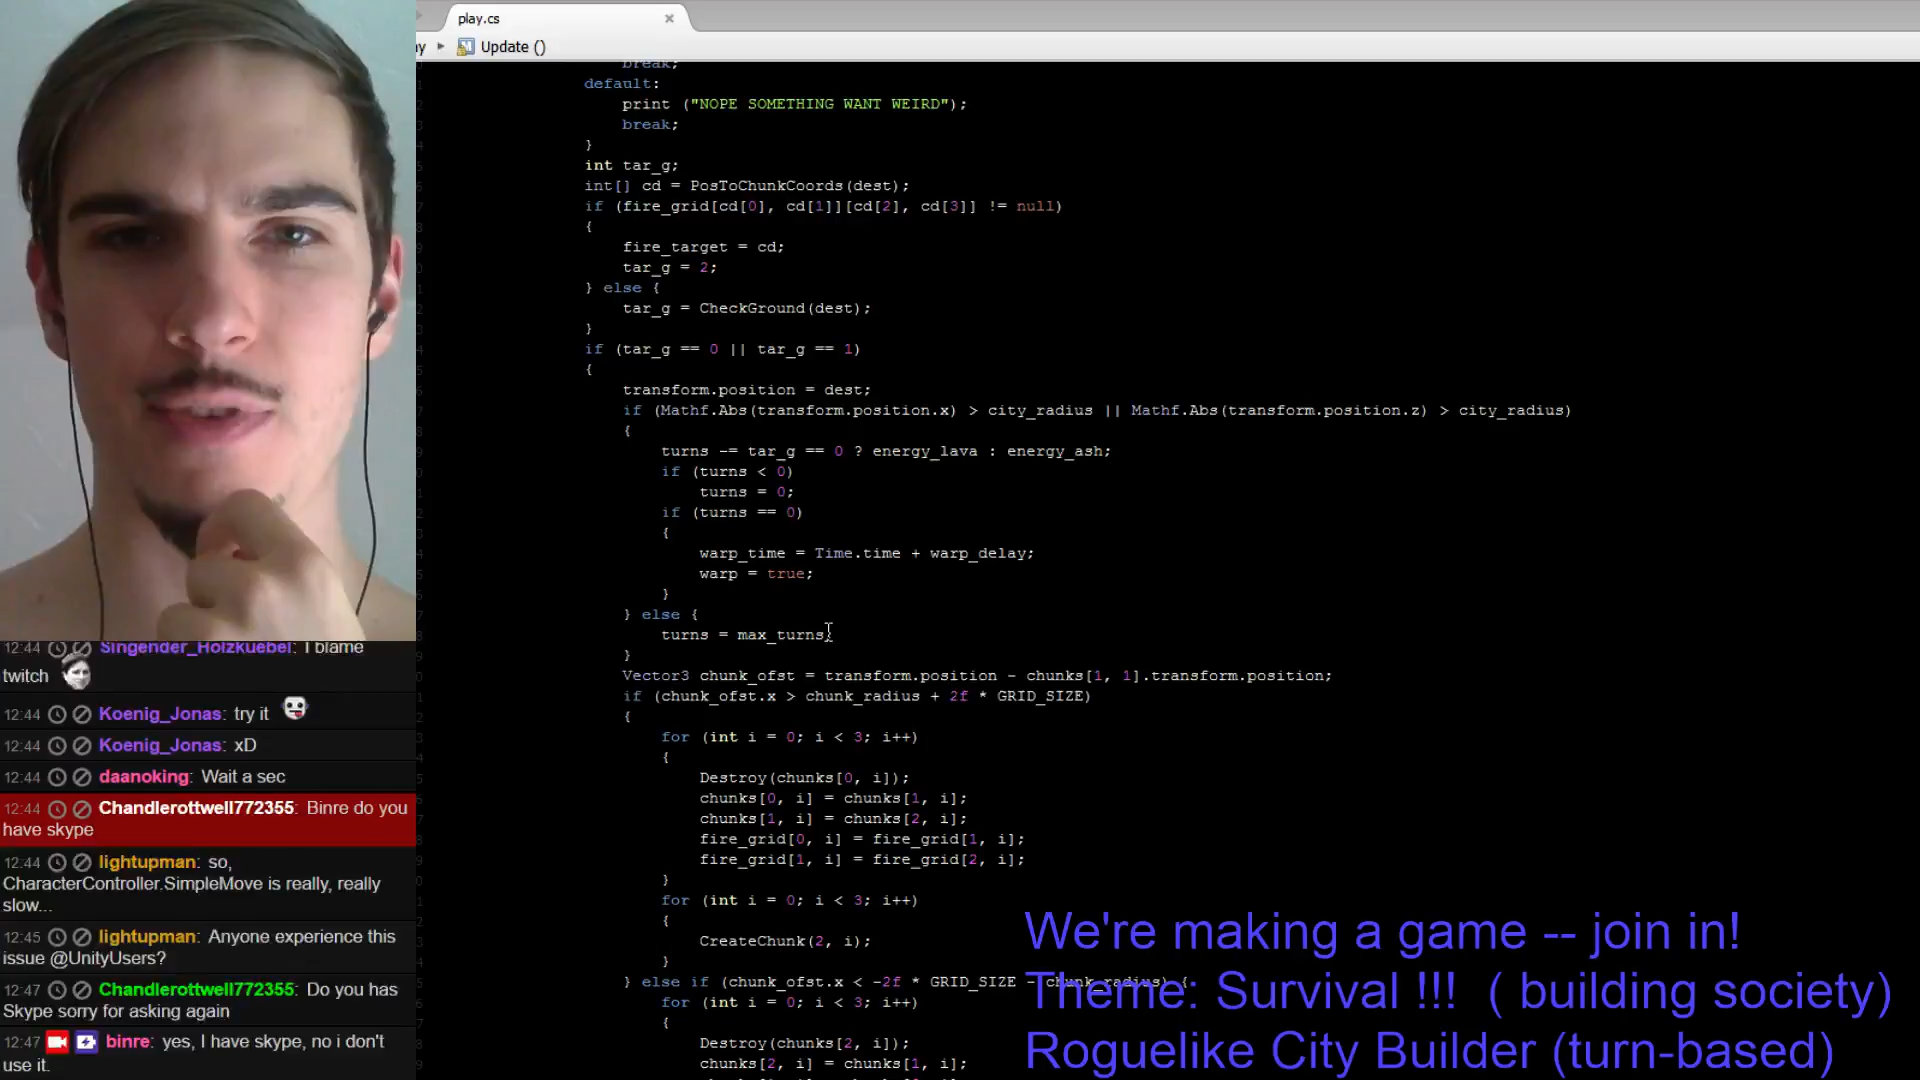 play.cs
ay ▸ Update ()
break;
default:
print ("NOPE SOMETHING WANT WEIRD");
break;
}
int tar_g;
int[] cd = PosToChunkCoords(dest);
if (fire_grid[cd[0], cd[1]][cd[2], cd[3]] != null)
{
fire_target = cd;
tar_g = 2;
} else {
tar_g = CheckGround(dest);
}
if (tar_g == 0 || tar_g == 1)
{
transform.position = dest;
if (Mathf.Abs(transform.position.x) > city_radius || Mathf.Abs(transform.position.z) > city_radius)
{
turns -= tar_g == 0 ? energy_lava : energy_ash;
if (turns < 0)
turns = 0;
if (turns == 0)
{
warp_time = Time.time + warp_delay;
warp = true;
}
} else {
turns = max_turns;
}
Vector3 chunk_ofst = transform.position - chunks[1, 1].transform.position;
if (chunk_ofst.x > chunk_radius + 2f * GRID_SIZE)
{
for (int i = 0; i < 3; i++)
{
Destroy(chunks[0, i]);
chunks[0, i] = chunks[1, i];
chunks[1, i] = chunks[2, i];
fire_grid[0, i] = fire_grid[1, i];
fire_grid[1, i] = fire_grid[2, i];
}
for (int i = 0; i < 3; i++)
{
CreateChunk(2, i);
}
} else if (chunk_ofst.x < -2f * GRID_SIZE - chunk_radius) {
for (int i = 0; i < 3; i++)
{
Destroy(chunks[2, i]);
chunks[2, i] = chunks[1, i];
12:44 Singender_Holzkuebel: I blame
twitch
12:44 Koenig_Jonas: try it
12:44 Koenig_Jonas: xD
12:44 daanoking: Wait a sec
12:44 Chandlerottwell772355: Binre do you
have skype
12:44 lightupman: so,
CharacterController.SimpleMove is really, really
slow...
12:45 lightupman: Anyone experience this
issue @UnityUsers?
12:47 Chandlerottwell772355: Do you has
Skype sorry for asking again
12:47 binre: yes, I have skype, no i don't
use it.
We're making a game -- join in!
Theme: Survival !!! ( building society)
Roguelike City Builder (turn-based)